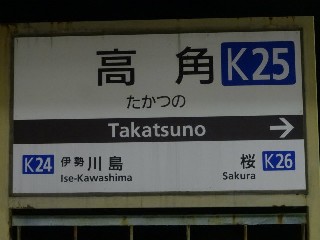 高角 K25
たかつの
Takatsuno →
K24 伊勢川島 桜 K26
Ise-Kawashima Sakura